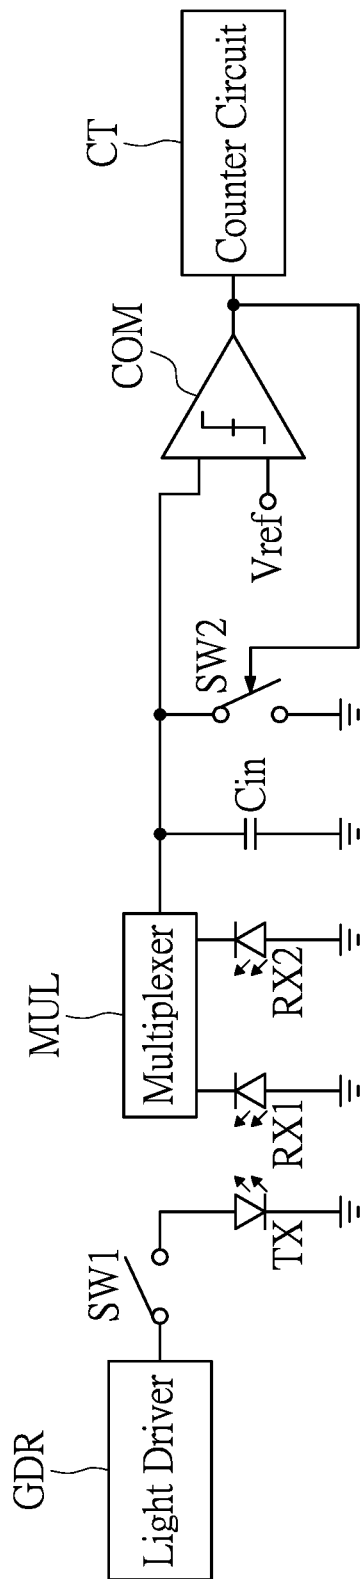 GDR
Light Driver
SW1
TX
RX1
RX2
MUL
Multiplexer
Cin
SW2
Vref
COM
CT
Counter Circuit